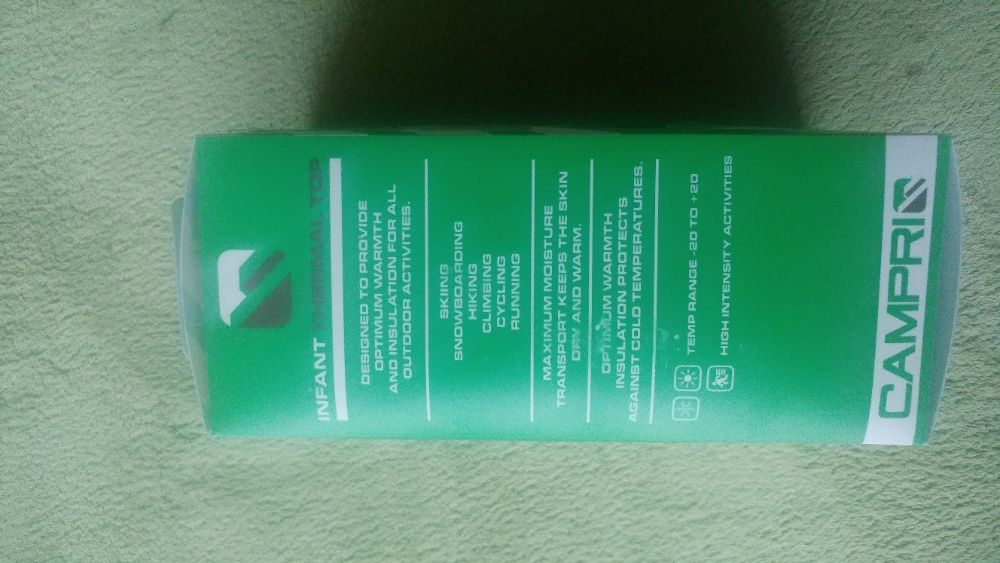 INFANT THERMAL TOP
DESIGNED TO PROVIDE
OPTIMUM WARMTH
AND INSULATION FOR ALL
OUTDOOR ACTIVITIES.
SKIING
SNOWBOARDING
HIKING
CLIMBING
CYCLING
RUNNING
MAXIMUM MOISTURE
TRANSPORT KEEPS THE SKIN
DRY AND WARM.
OPTIMUM WARMTH
INSULATION PROTECTS
AGAINST COLD TEMPERATURES.
TEMP RANGE -20 TO +20
HIGH INTENSITY ACTIVITIES
CAMPRI